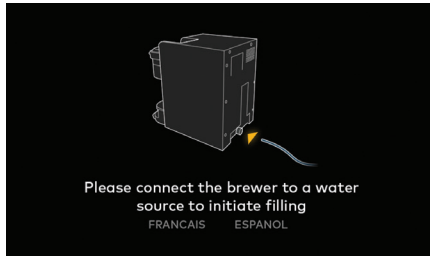 Please connect the brewer to a water
source to initiate filling
FRANCAIS ESPANOL